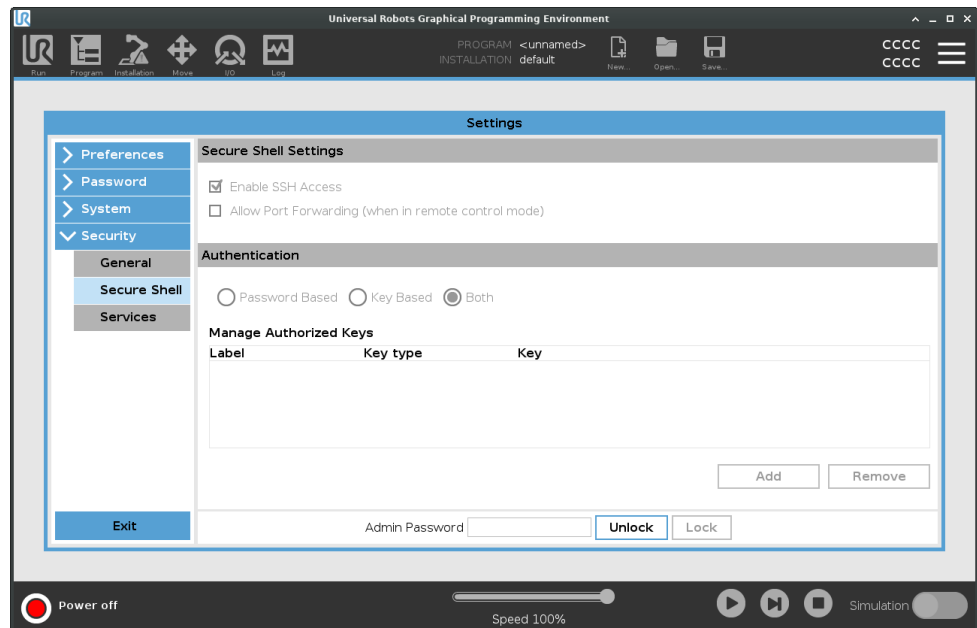 Universal Robots Graphical Programming Environment
UR
PROGRAM <unnamed>
INSTALLATION default
cccc
cccc
Run Program Installation Move I/O Log New... Open... Save...
Settings
Preferences
Password
System
Security
General
Secure Shell
Services
Exit
Secure Shell Settings
Enable SSH Access
Allow Port Forwarding (when in remote control mode)
Authentication
Password Based Key Based Both
Manage Authorized Keys
Label Key type Key
Add Remove
Admin Password Unlock Lock
Power off
Speed 100%
Simulation